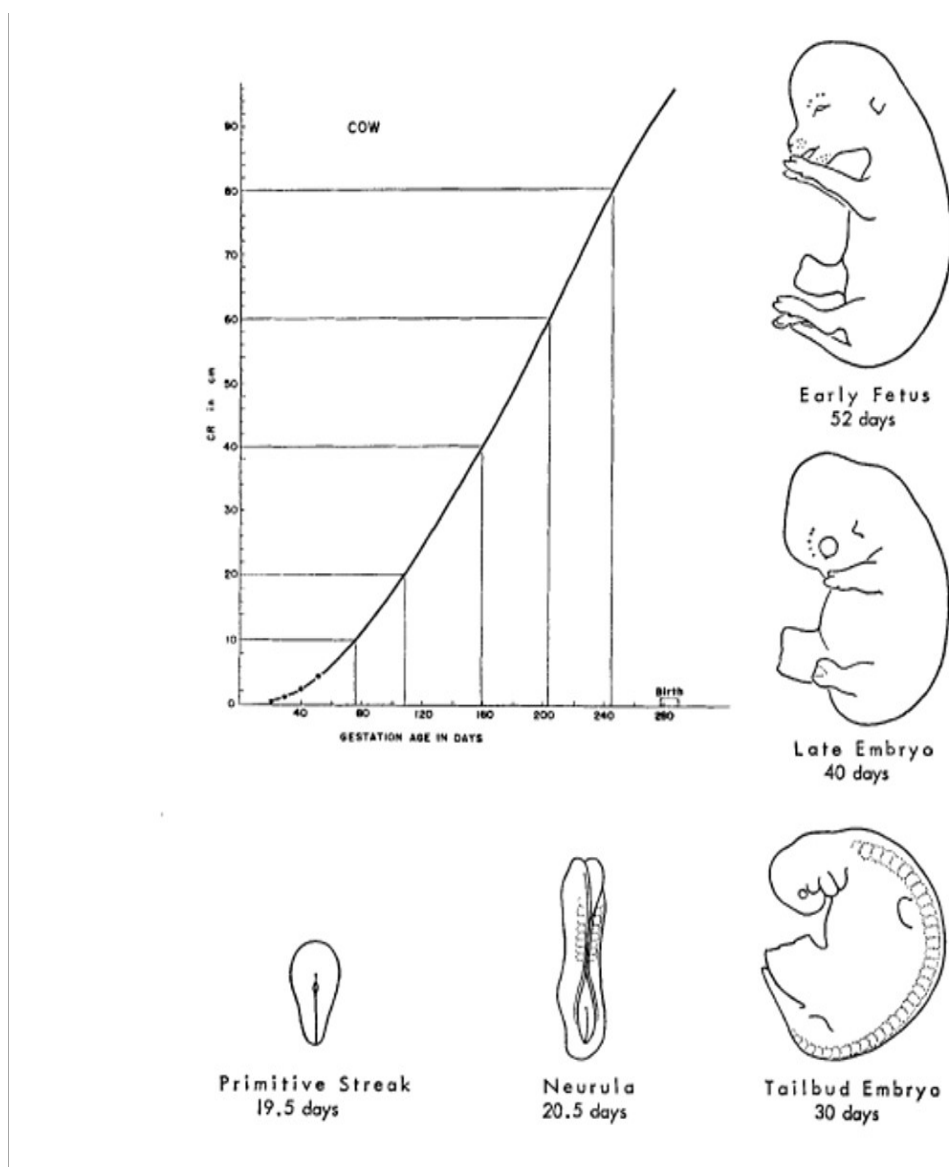 COW
90
80
70
60
50
40
30
20
10
0
CR in cm
40 80 120 160 200 240 280
Birth
GESTATION AGE IN DAYS
Early Fetus
52 days
Late Embryo
40 days
Primitive Streak
19.5 days
Neurula
20.5 days
Tailbud Embryo
30 days